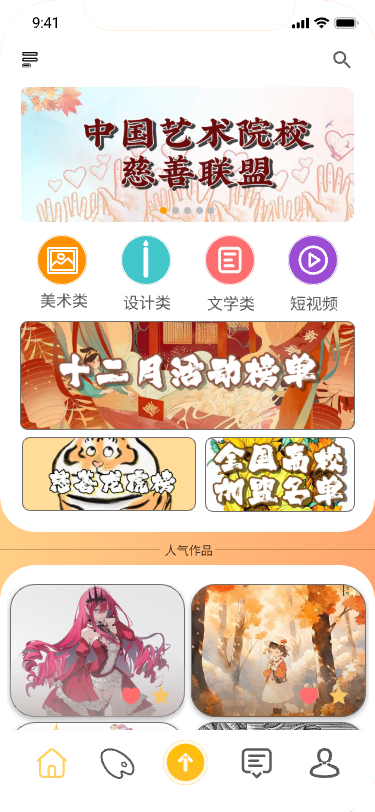 9:41
中国艺术院校
慈善联盟
美术类 设计类 文学类 短视频
十二月活动榜单
慈善龙虎榜
全国高校
加盟名单
人气作品